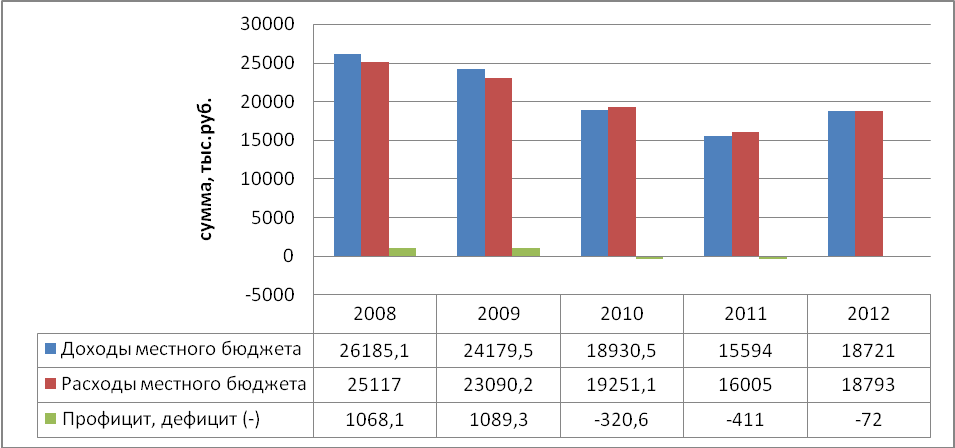 сумма, тыс.руб.
30000
25000
20000
15000
10000
5000
0
-5000
2008 2009 2010 2011 2012
Доходы местного бюджета 26185,1 24179,5 18930,5 15594 18721
Расходы местного бюджета 25117 23090,2 19251,1 16005 18793
Профицит, дефицит (-) 1068,1 1089,3 -320,6 -411 -72